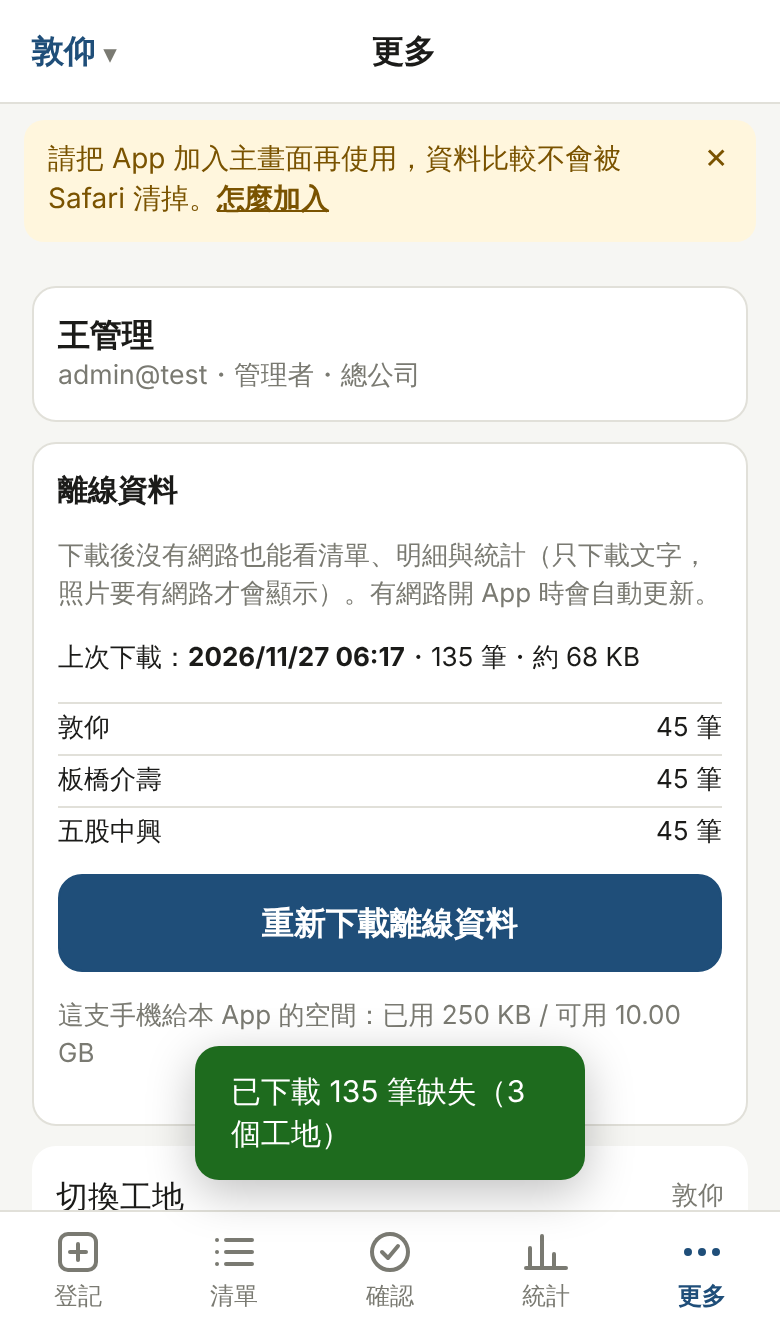 敦仰 ▾
更多
請把 App 加入主畫面再使用，資料比較不會被
Safari 清掉。怎麼加入
✕
王管理
admin@test・管理者・總公司
離線資料
下載後沒有網路也能看清單、明細與統計（只下載文字，
照片要有網路才會顯示）。有網路開 App 時會自動更新。
上次下載：2026/11/27 06:17・135 筆・約 68 KB
敦仰 45 筆
板橋介壽 45 筆
五股中興 45 筆
重新下載離線資料
這支手機給本 App 的空間：已用 250 KB / 可用 10.00
GB
已下載 135 筆缺失（3
個工地）
切換工地 敦仰
登記 清單 確認 統計 更多